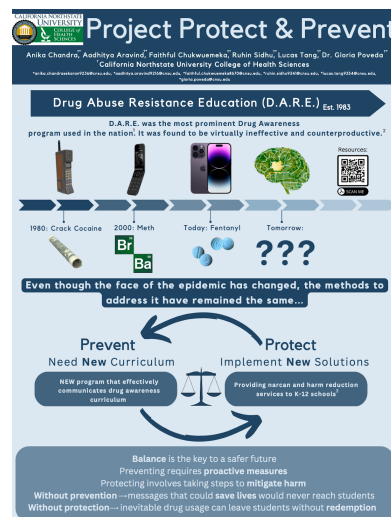 CALIFORNIA NORTHSTATE
UNIVERSITY
COLLEGE OF
HEALTH
SCIENCES
Project Protect & Prevent
Anika Chandra, Aadhitya Aravind, Faithful Chukwuemeka, Ruhin Sidhu, Lucas Tang, Dr. Gloria Poveda
California Northstate University College of Health Sciences
Drug Abuse Resistance Education (D.A.R.E.) Est. 1983
D.A.R.E. was the most prominent Drug Awareness
program used in the nation¹. It was found to be virtually ineffective and counterproductive.²
Resources:
SCAN ME
1980: Crack Cocaine
2000: Meth
Today: Fentanyl
Tomorrow:
Br
Ba
???
Even though the face of the epidemic has changed, the methods to
address it have remained the same...
Prevent
Need New Curriculum
NEW program that effectively
communicates drug awareness
curriculum
Protect
Implement New Solutions
Providing narcan and harm reduction
services to K-12 schools³
Balance is the key to a safer future
Preventing requires proactive measures
Protecting involves taking steps to mitigate harm
Without prevention→messages that could save lives would never reach students
Without protection→inevitable drug usage can leave students without redemption